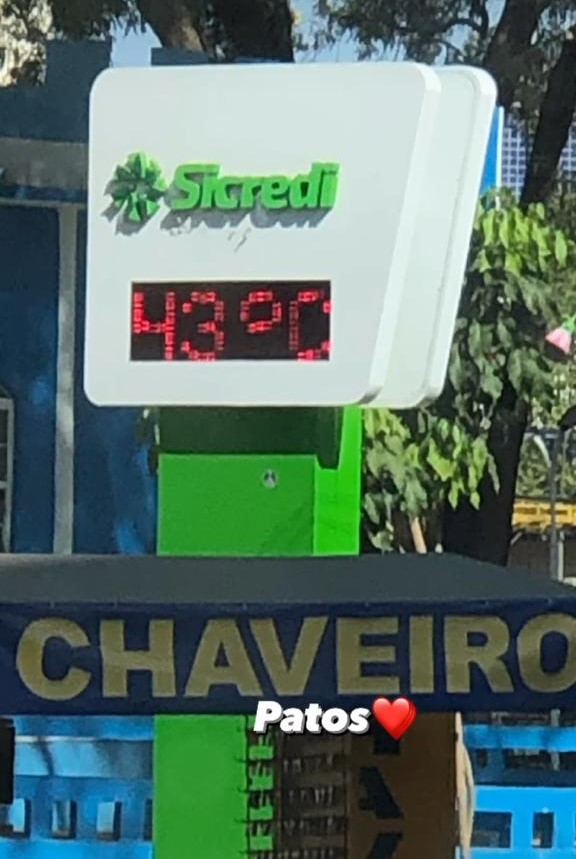 Sicredi
43ºC
CHAVEIRO
Patos❤️